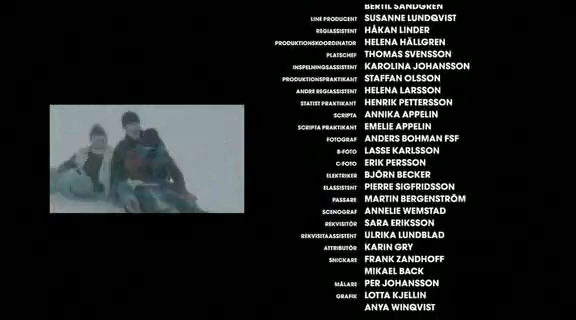 BERTIL SANDGREN
LINE PRODUCENT SUSANNE LUNDQVIST
REGIASSISTENT HÅKAN LINDER
PRODUKTIONSKOORDINATOR HELENA HÄLLGREN
PLATSCHEF THOMAS SVENSSON
INSPELNINGSASSISTENT KAROLINA JOHANSSON
PRODUKTIONSPRAKTIKANT STAFFAN OLSSON
ANDRE REGIASSISTENT HELENA LARSSON
STATIST PRAKTIKANT HENRIK PETTERSSON
SCRIPTA ANNIKA APPELIN
SCRIPTA PRAKTIKANT EMELIE APPELIN
FOTOGRAF ANDERS BOHMAN FSF
B-FOTO LASSE KARLSSON
C-FOTO ERIK PERSSON
ELEKTRIKER BJÖRN BECKER
ELASSISTENT PIERRE SIGFRIDSSON
PASSARE MARTIN BERGENSTRÖM
SCENOGRAF ANNELIE WEMSTAD
REKVISITÖR SARA ERIKSSON
REKVISITAASSISTENT ULRIKA LUNDBLAD
ATTRIBUTÖR KARIN GRY
SNICKARE FRANK ZANDHOFF
MIKAEL BACK
MÅLARE PER JOHANSSON
GRAFIK LOTTA KJELLIN
ANYA WINQVIST